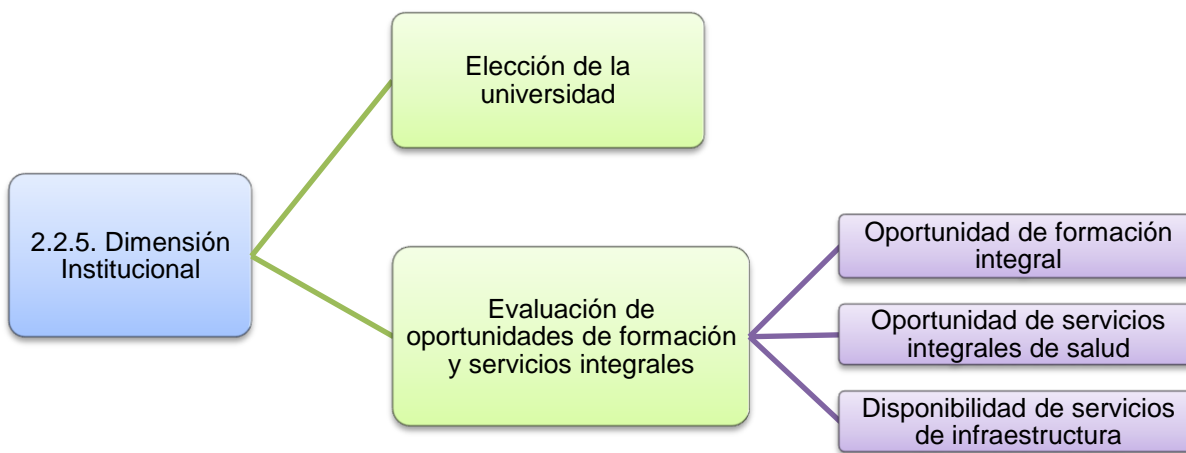 Elección de la
universidad
2.2.5. Dimensión
Institucional
Evaluación de
oportunidades de formación
y servicios integrales
Oportunidad de formación
integral
Oportunidad de servicios
integrales de salud
Disponibilidad de servicios
de infraestructura